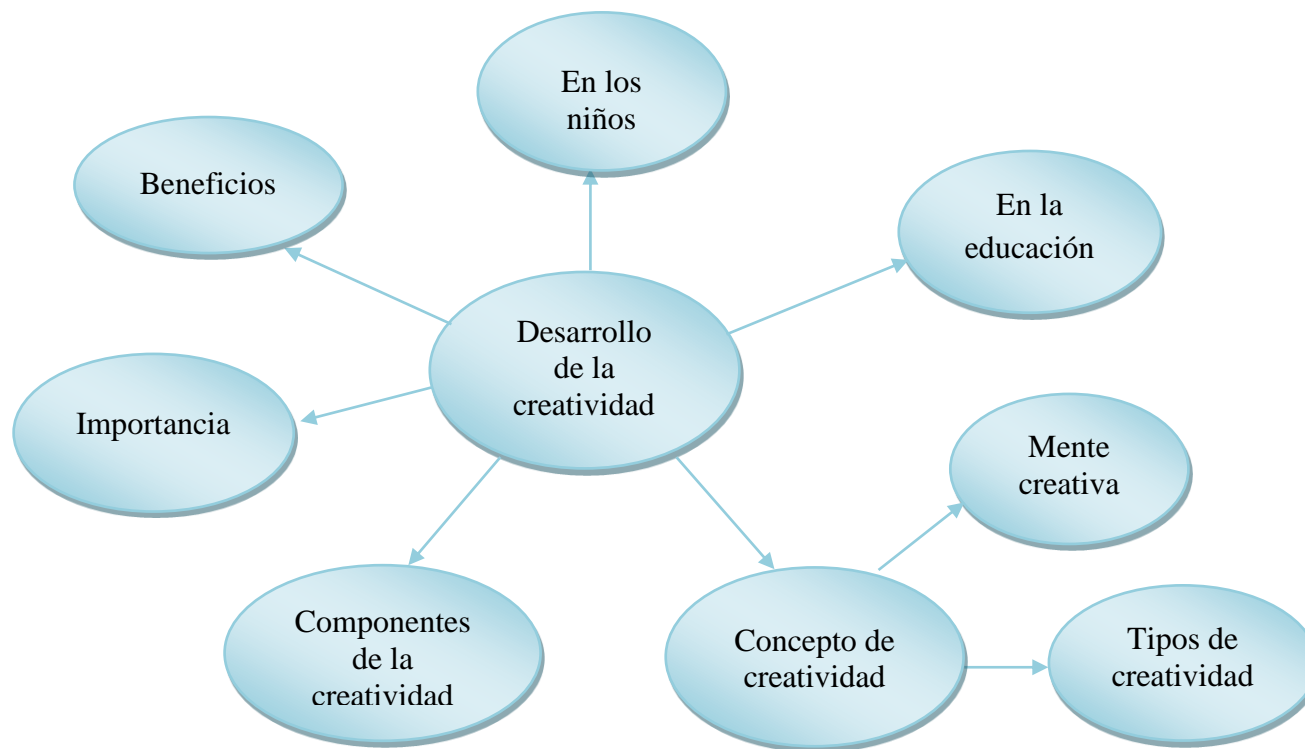 En los
niños
Beneficios
En la
educación
Desarrollo
de la
creatividad
Importancia
Mente
creativa
Componentes
de la
creatividad
Concepto de
creatividad
Tipos de
creatividad